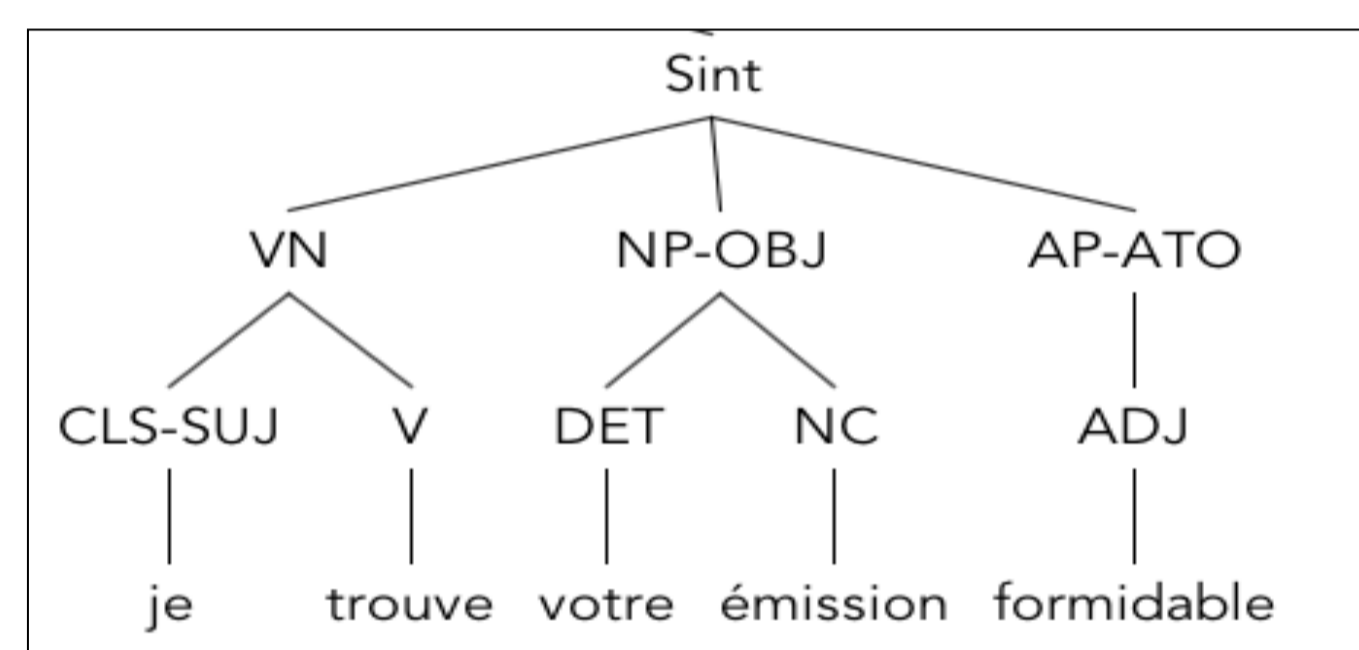 Sint
VN NP-OBJ AP-ATO
CLS-SUJ V DET NC ADJ
je trouve votre émission formidable